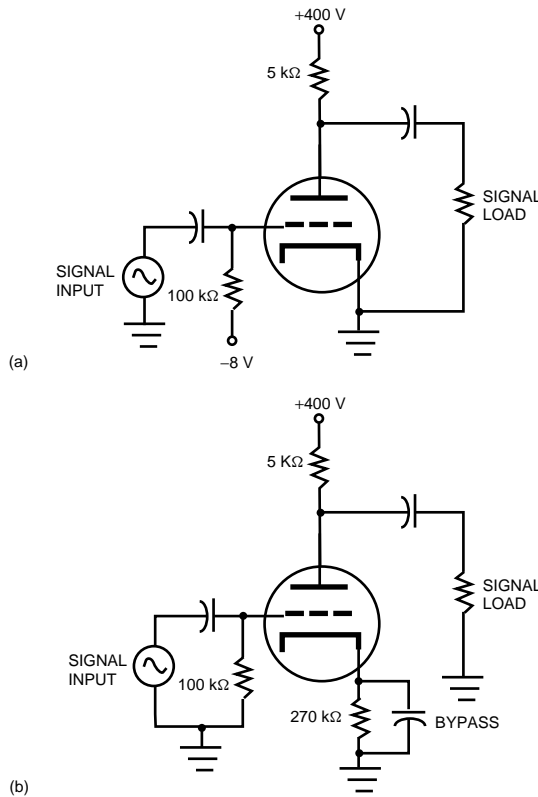 +400 V
5 kΩ
SIGNAL
LOAD
SIGNAL
INPUT
100 kΩ
–8 V
(a)
+400 V
5 KΩ
SIGNAL
LOAD
SIGNAL
INPUT
100 kΩ
270 kΩ
BYPASS
(b)